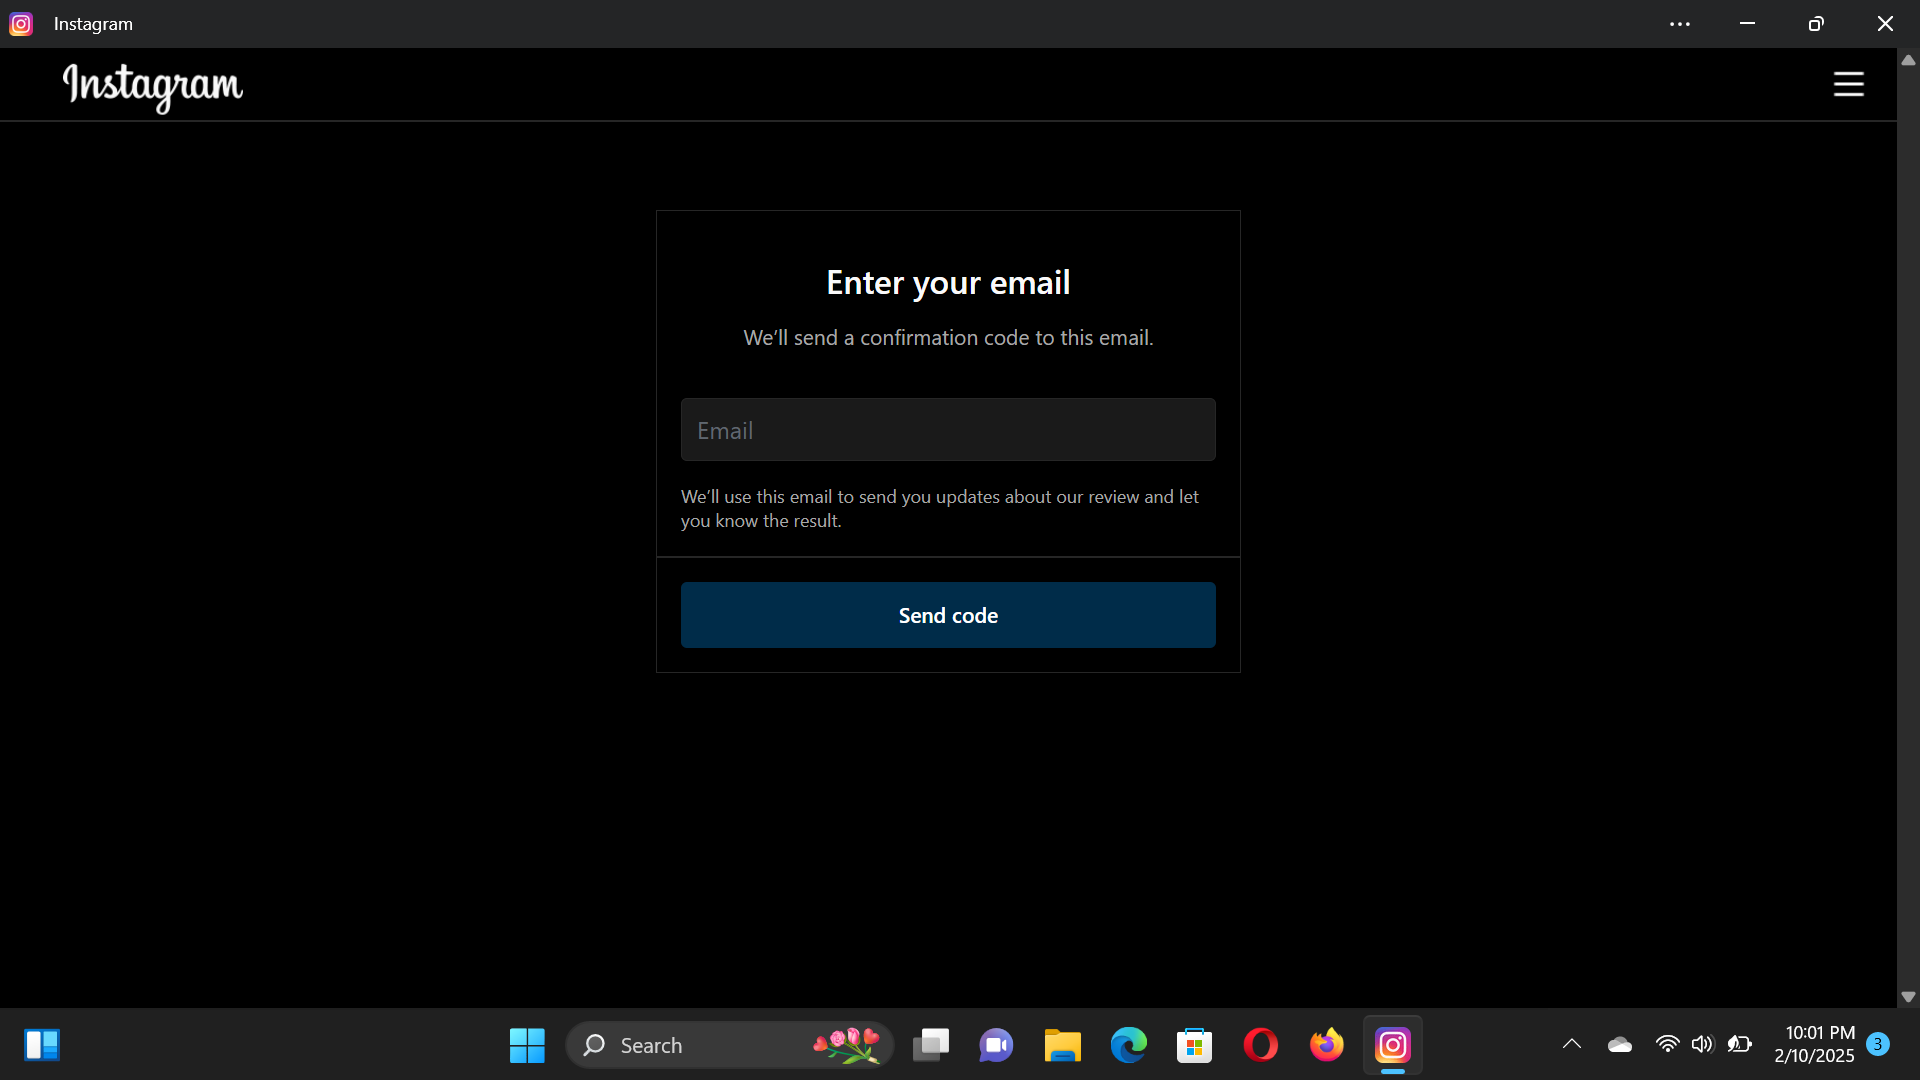 Instagram
Instagram
Enter your email
We’ll send a confirmation code to this email.
Email
We’ll use this email to send you updates about our review and let
you know the result.
Send code
Search
10:01 PM
2/10/2025
3